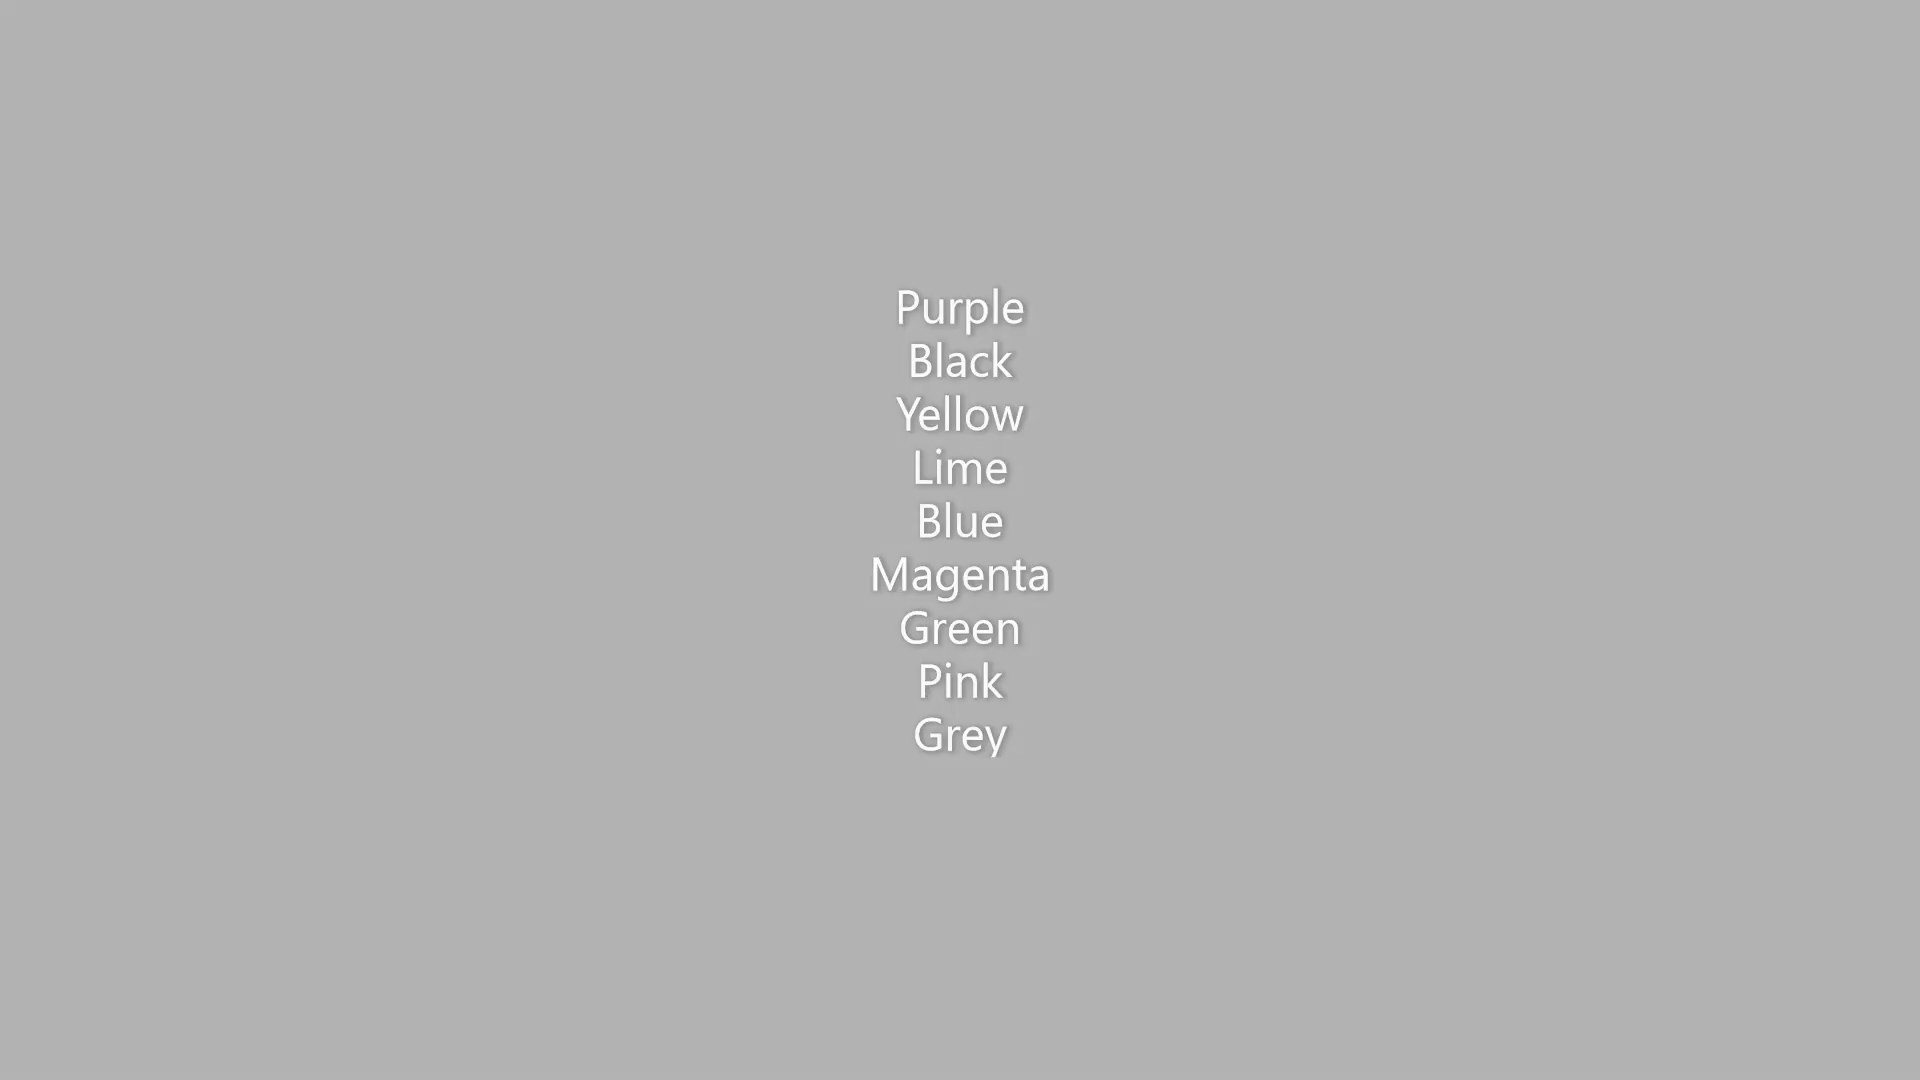 Purple
Black
Yellow
Lime
Blue
Magenta
Green
Pink
Grey